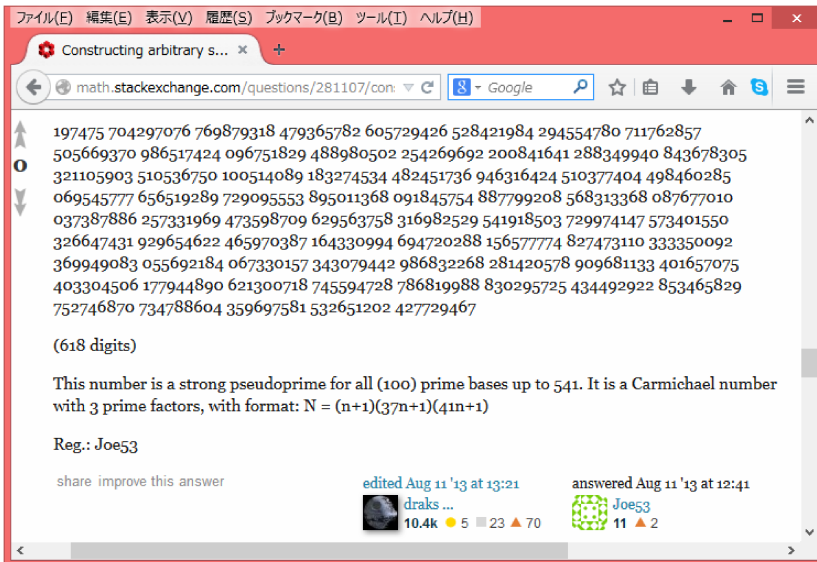 ファイル(F) 編集(E) 表示(V) 履歴(S) ブックマーク(B) ツール(T) ヘルプ(H)
Constructing arbitrary s...
math.stackexchange.com/questions/281107/con
Google
197475 704297076 769879318 479365782 605729426 528421984 294554780 711762857
505669370 986517424 096751829 488980502 254269692 200841641 288349940 843678305
321105903 510536750 100514089 183274534 482451736 946316424 510377404 498460285
069545777 656519289 729095553 895011368 091845754 887799208 568313368 087677010
037387886 257331969 473598709 629563758 316982529 541918503 729974147 573401550
326647431 929654622 465970387 164330994 694720288 156577774 827473110 333350092
369949083 055692184 067330157 343079442 986832268 281420578 909681133 401657075
403304506 177944890 621300718 745594728 786819988 830295725 434492922 853465829
752746870 734788604 359697581 532651202 427729467
0
(618 digits)
This number is a strong pseudoprime for all (100) prime bases up to 541. It is a Carmichael number
with 3 prime factors, with format: N = (n+1)(37n+1)(41n+1)
Reg.: Joe53
share improve this answer
edited Aug 11 '13 at 13:21
draks ...
10.4k 5 23 70
answered Aug 11 '13 at 12:41
Joe53
11 2